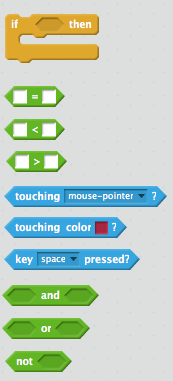 if then
=
<
>
touching mouse-pointer ?
touching color ?
key space pressed?
and
or
not